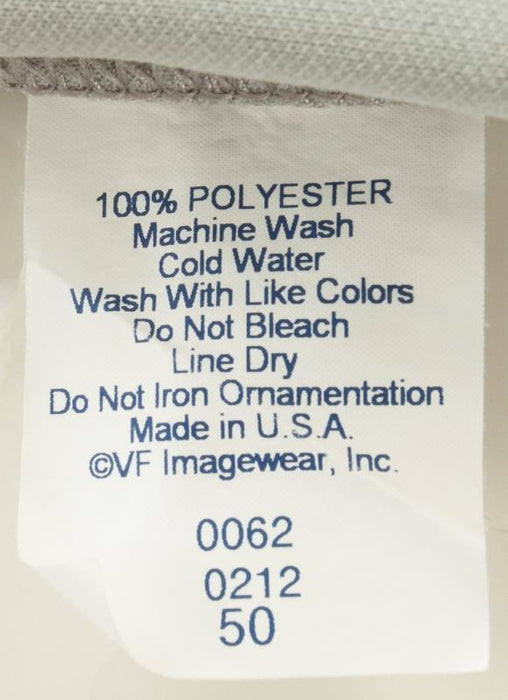 100% POLYESTER
Machine Wash
Cold Water
Wash With Like Colors
Do Not Bleach
Line Dry
Do Not Iron Ornamentation
Made in U.S.A.
©VF Imagewear, Inc.
0062
0212
50